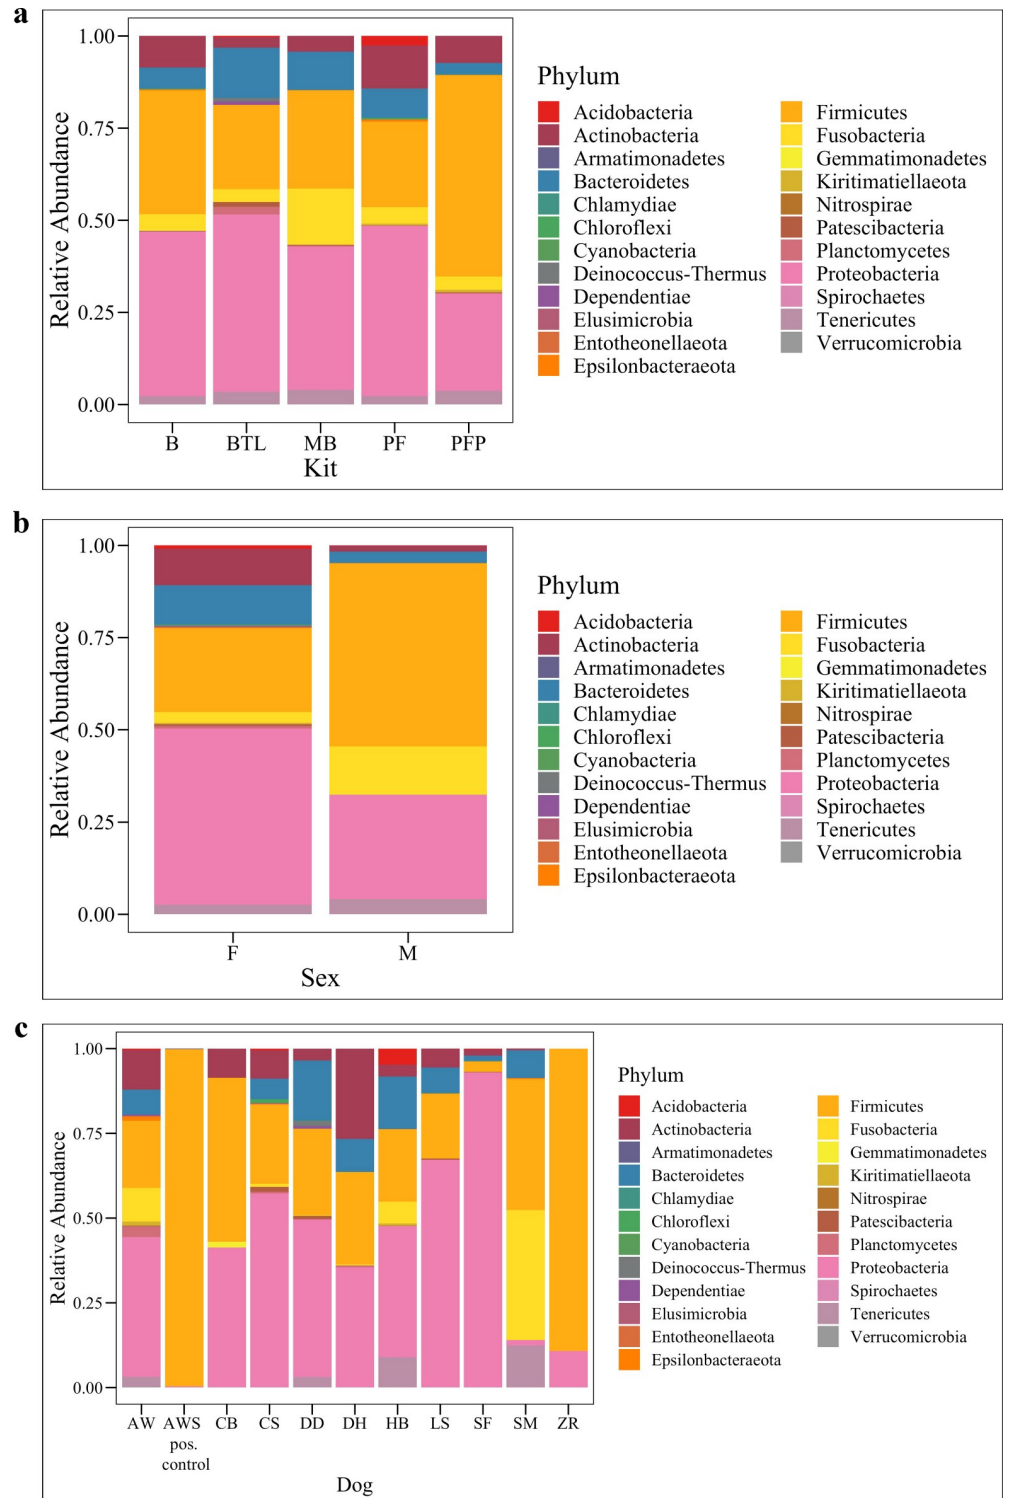 a
1.00
0.75
0.50
0.25
0.00
Relative Abundance
B BTL MB PF PFP
Kit
Phylum
Acidobacteria
Actinobacteria
Armatimonadetes
Bacteroidetes
Chlamydiae
Chloroflexi
Cyanobacteria
Deinococcus-Thermus
Dependentiae
Elusimicrobia
Entotheonellaeota
Epsilonbacteraeota
Firmicutes
Fusobacteria
Gemmatimonadetes
Kiritimatiellaeota
Nitrospirae
Patescibacteria
Planctomycetes
Proteobacteria
Spirochaetes
Tenericutes
Verrucomicrobia
b
1.00
0.75
0.50
0.25
0.00
Relative Abundance
F M
Sex
Phylum
Acidobacteria
Actinobacteria
Armatimonadetes
Bacteroidetes
Chlamydiae
Chloroflexi
Cyanobacteria
Deinococcus-Thermus
Dependentiae
Elusimicrobia
Entotheonellaeota
Epsilonbacteraeota
Firmicutes
Fusobacteria
Gemmatimonadetes
Kiritimatiellaeota
Nitrospirae
Patescibacteria
Planctomycetes
Proteobacteria
Spirochaetes
Tenericutes
Verrucomicrobia
c
1.00
0.75
0.50
0.25
0.00
Relative Abundance
AW AWS CB CS DD DH HB LS SF SM ZR
pos.
control
Dog
Phylum
Acidobacteria
Actinobacteria
Armatimonadetes
Bacteroidetes
Chlamydiae
Chloroflexi
Cyanobacteria
Deinococcus-Thermus
Dependentiae
Elusimicrobia
Entotheonellaeota
Epsilonbacteraeota
Firmicutes
Fusobacteria
Gemmatimonadetes
Kiritimatiellaeota
Nitrospirae
Patescibacteria
Planctomycetes
Proteobacteria
Spirochaetes
Tenericutes
Verrucomicrobia